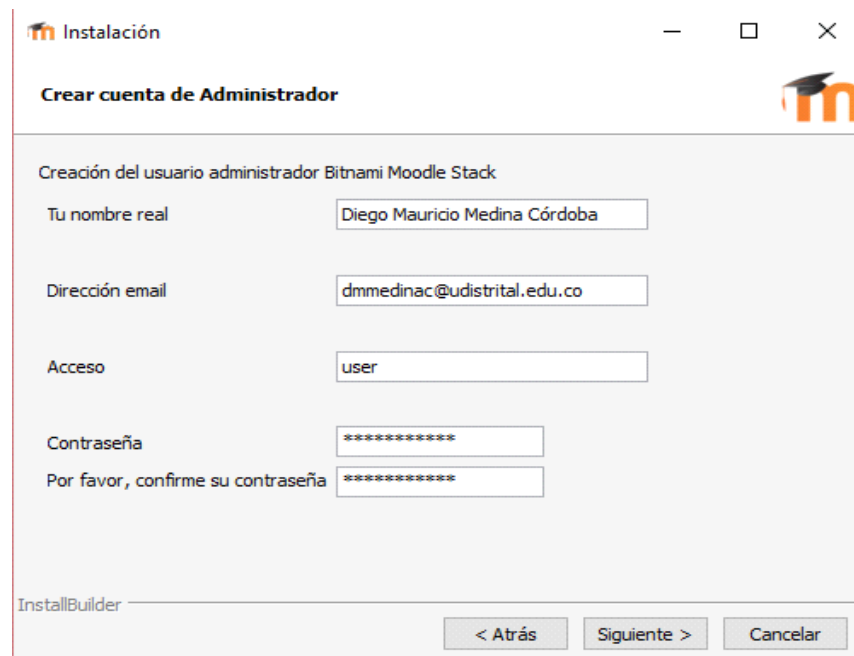 Instalación
Crear cuenta de Administrador
Creación del usuario administrador Bitnami Moodle Stack
Tu nombre real Diego Mauricio Medina Córdoba
Dirección email dmmedinac@udistrital.edu.co
Acceso user
Contraseña ***********
Por favor, confirme su contraseña ***********
InstallBuilder
< Atrás Siguiente > Cancelar